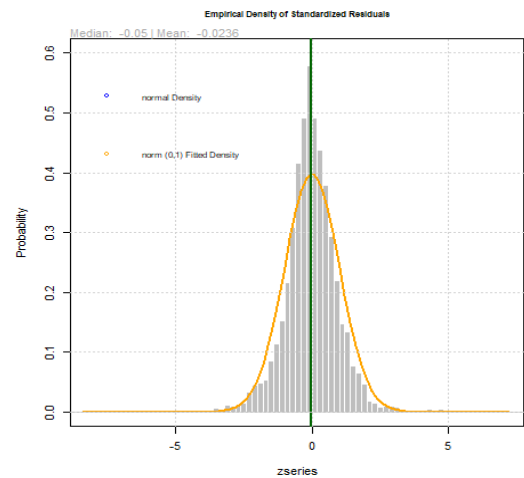 Empirical Density of Standardized Residuals
Median: -0.05 | Mean: -0.0236
0.6
normal Density
0.5
norm (0,1) Fitted Density
0.4
Probability
0.3
0.2
0.1
0.0
-5 0 5
zseries